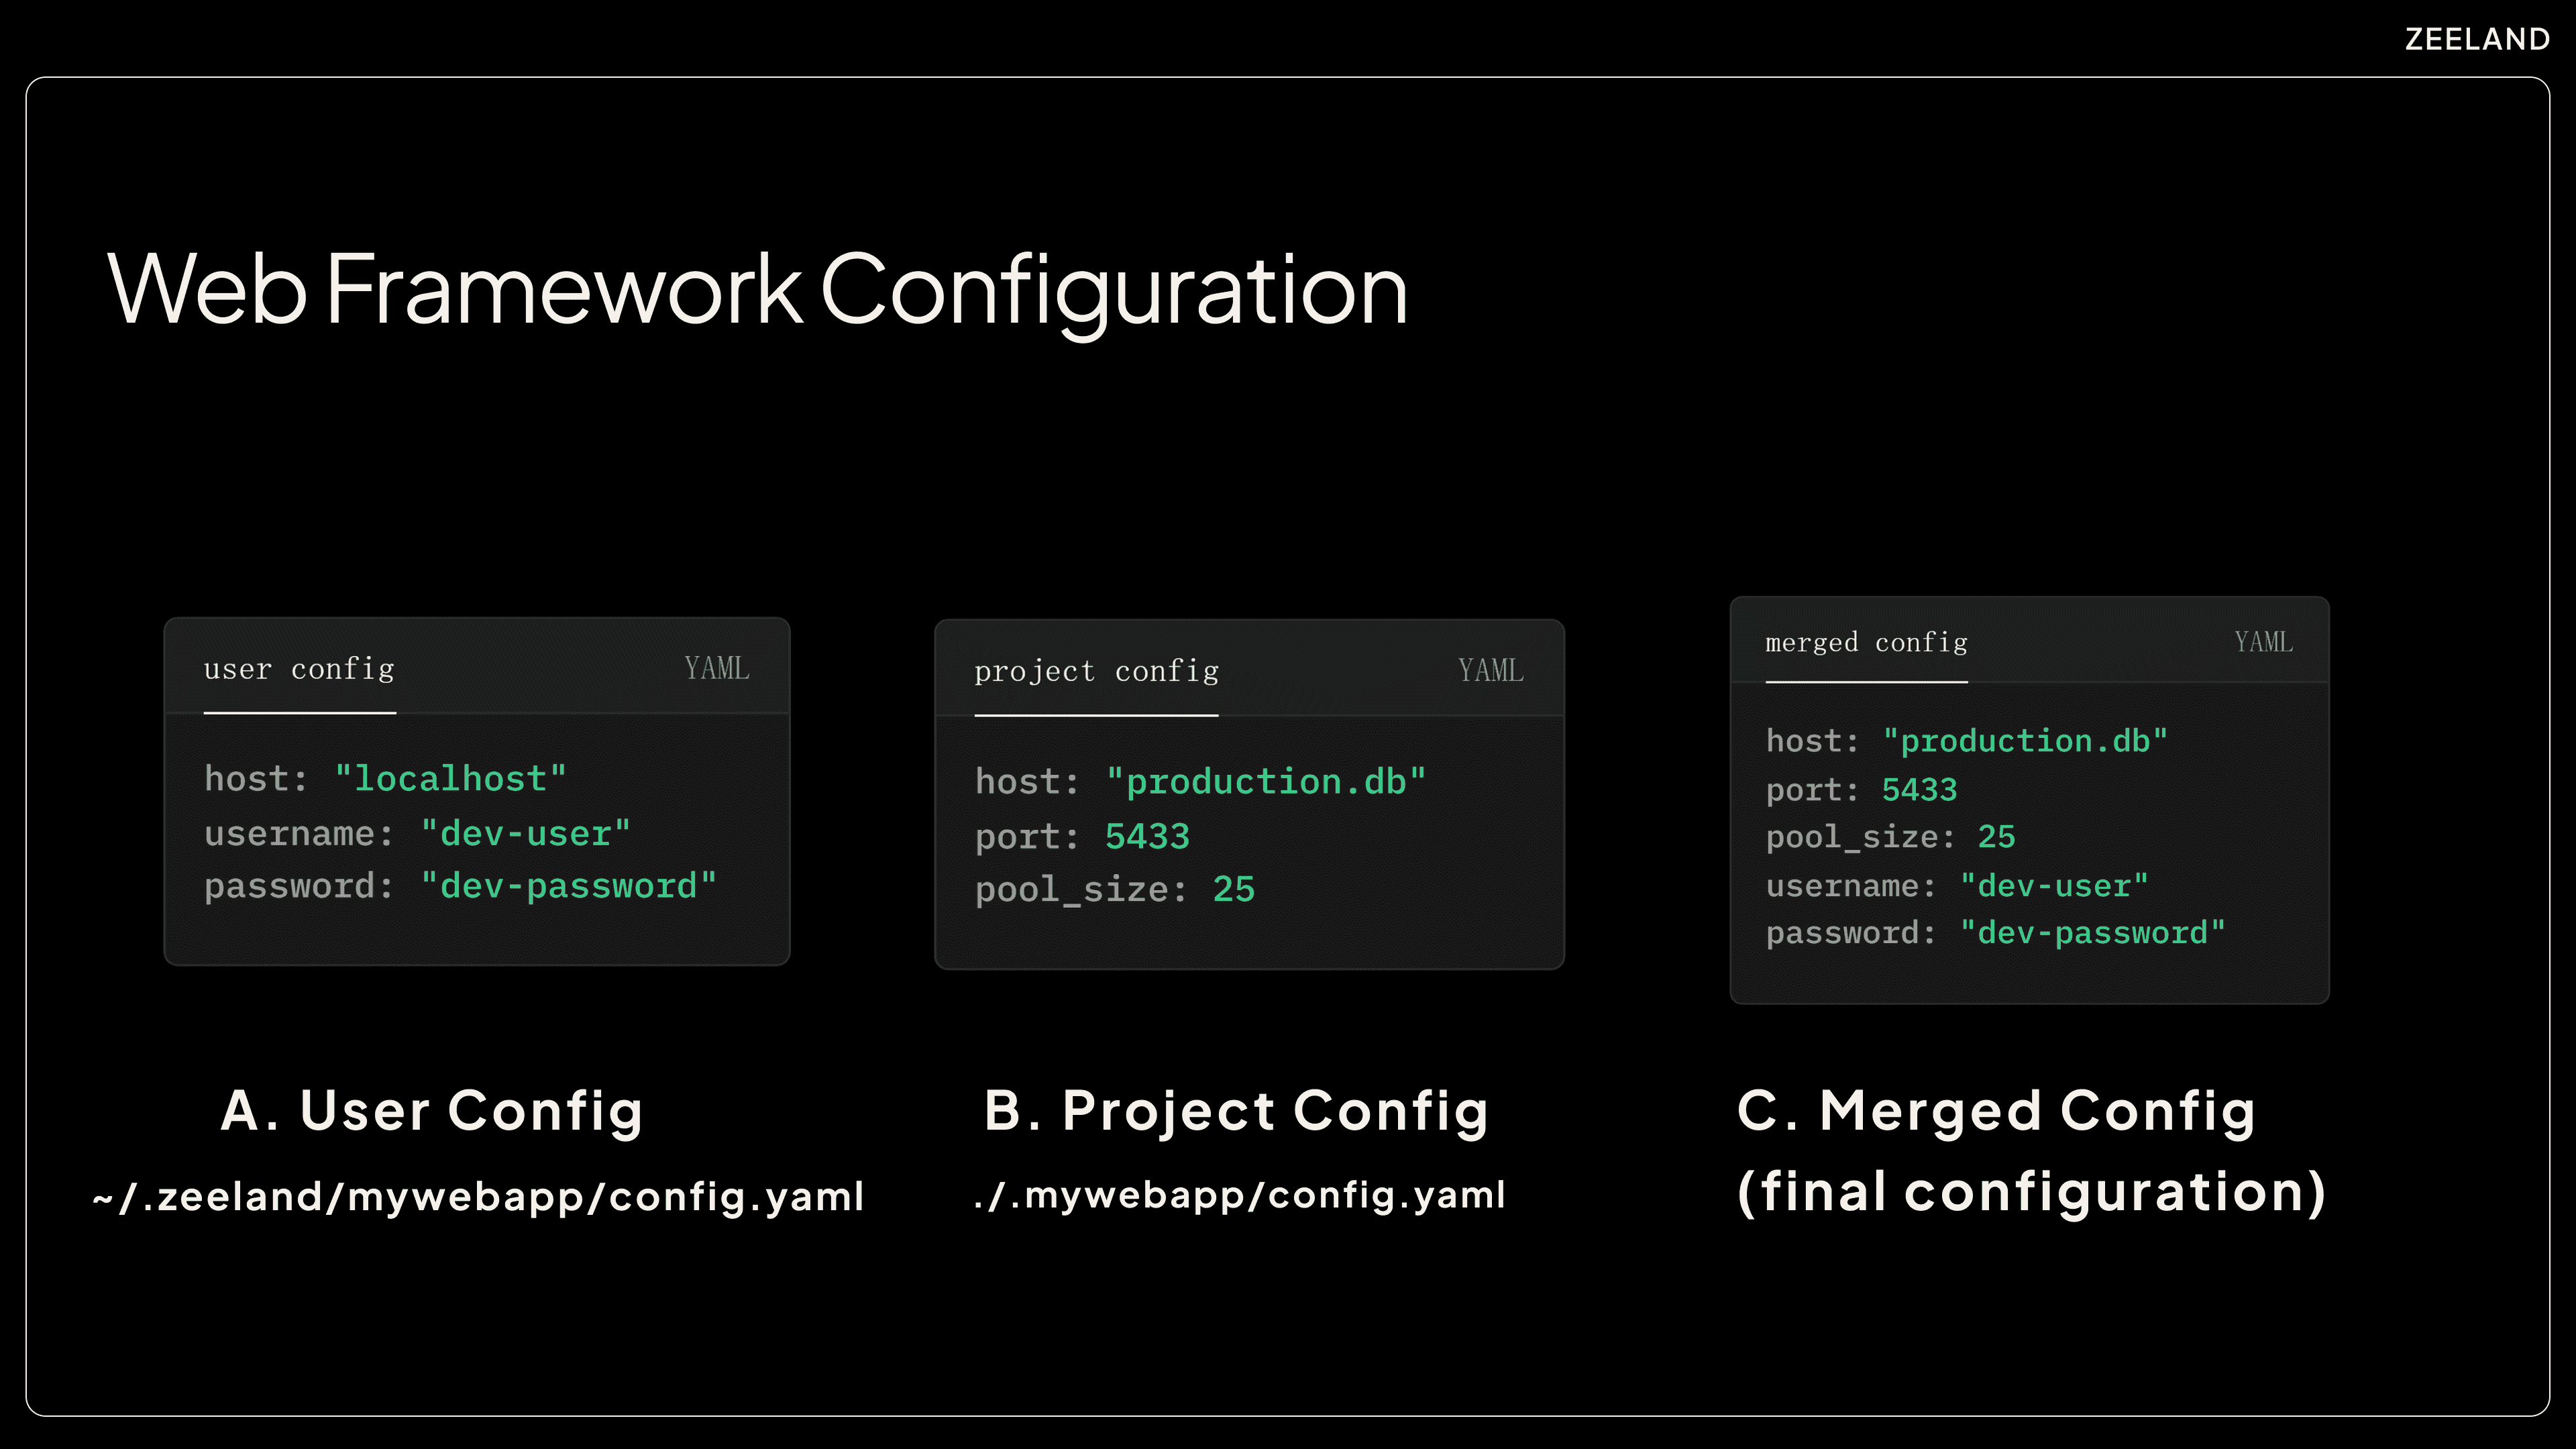 ZEELAND
Web Framework Configuration
user config YAML
host: "localhost"
username: "dev-user"
password: "dev-password"
A. User Config
~/.zeeland/mywebapp/config.yaml
project config YAML
host: "production.db"
port: 5433
pool_size: 25
B. Project Config
./.mywebapp/config.yaml
merged config YAML
host: "production.db"
port: 5433
pool_size: 25
username: "dev-user"
password: "dev-password"
C. Merged Config
(final configuration)